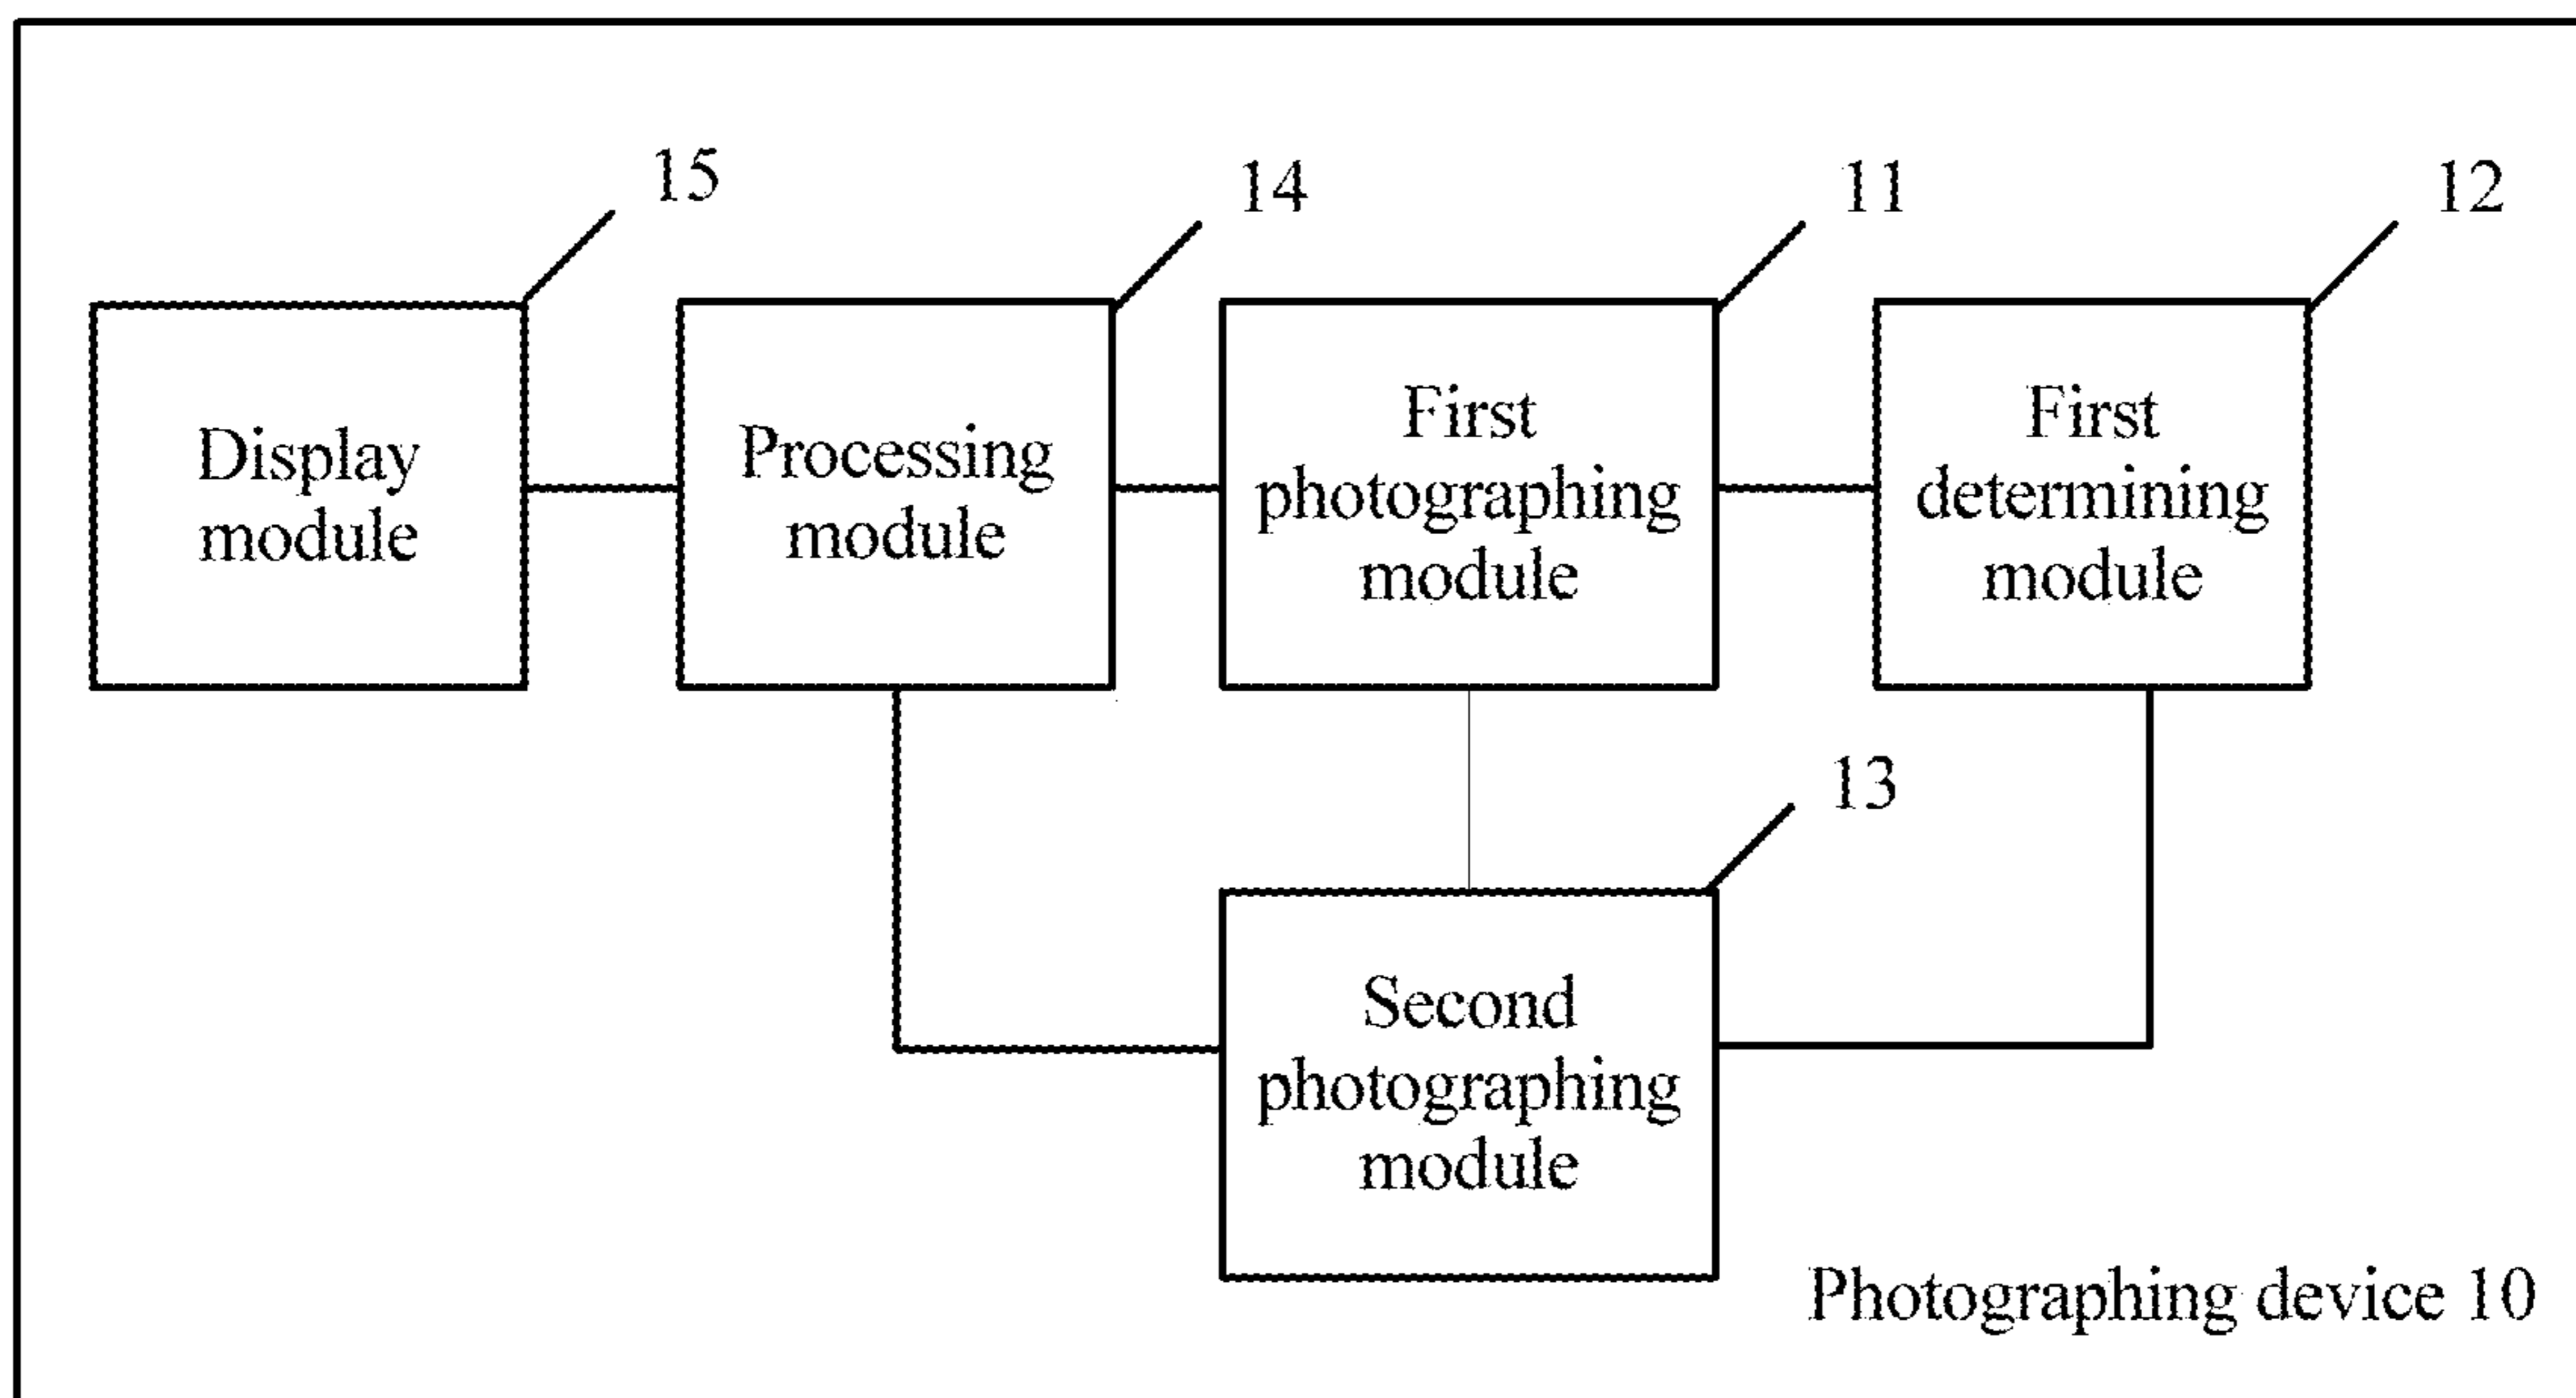 15
14
11
12
Display
module
Processing
module
First
photographing
module
First
determining
module
13
Second
photographing
module
Photographing device 10